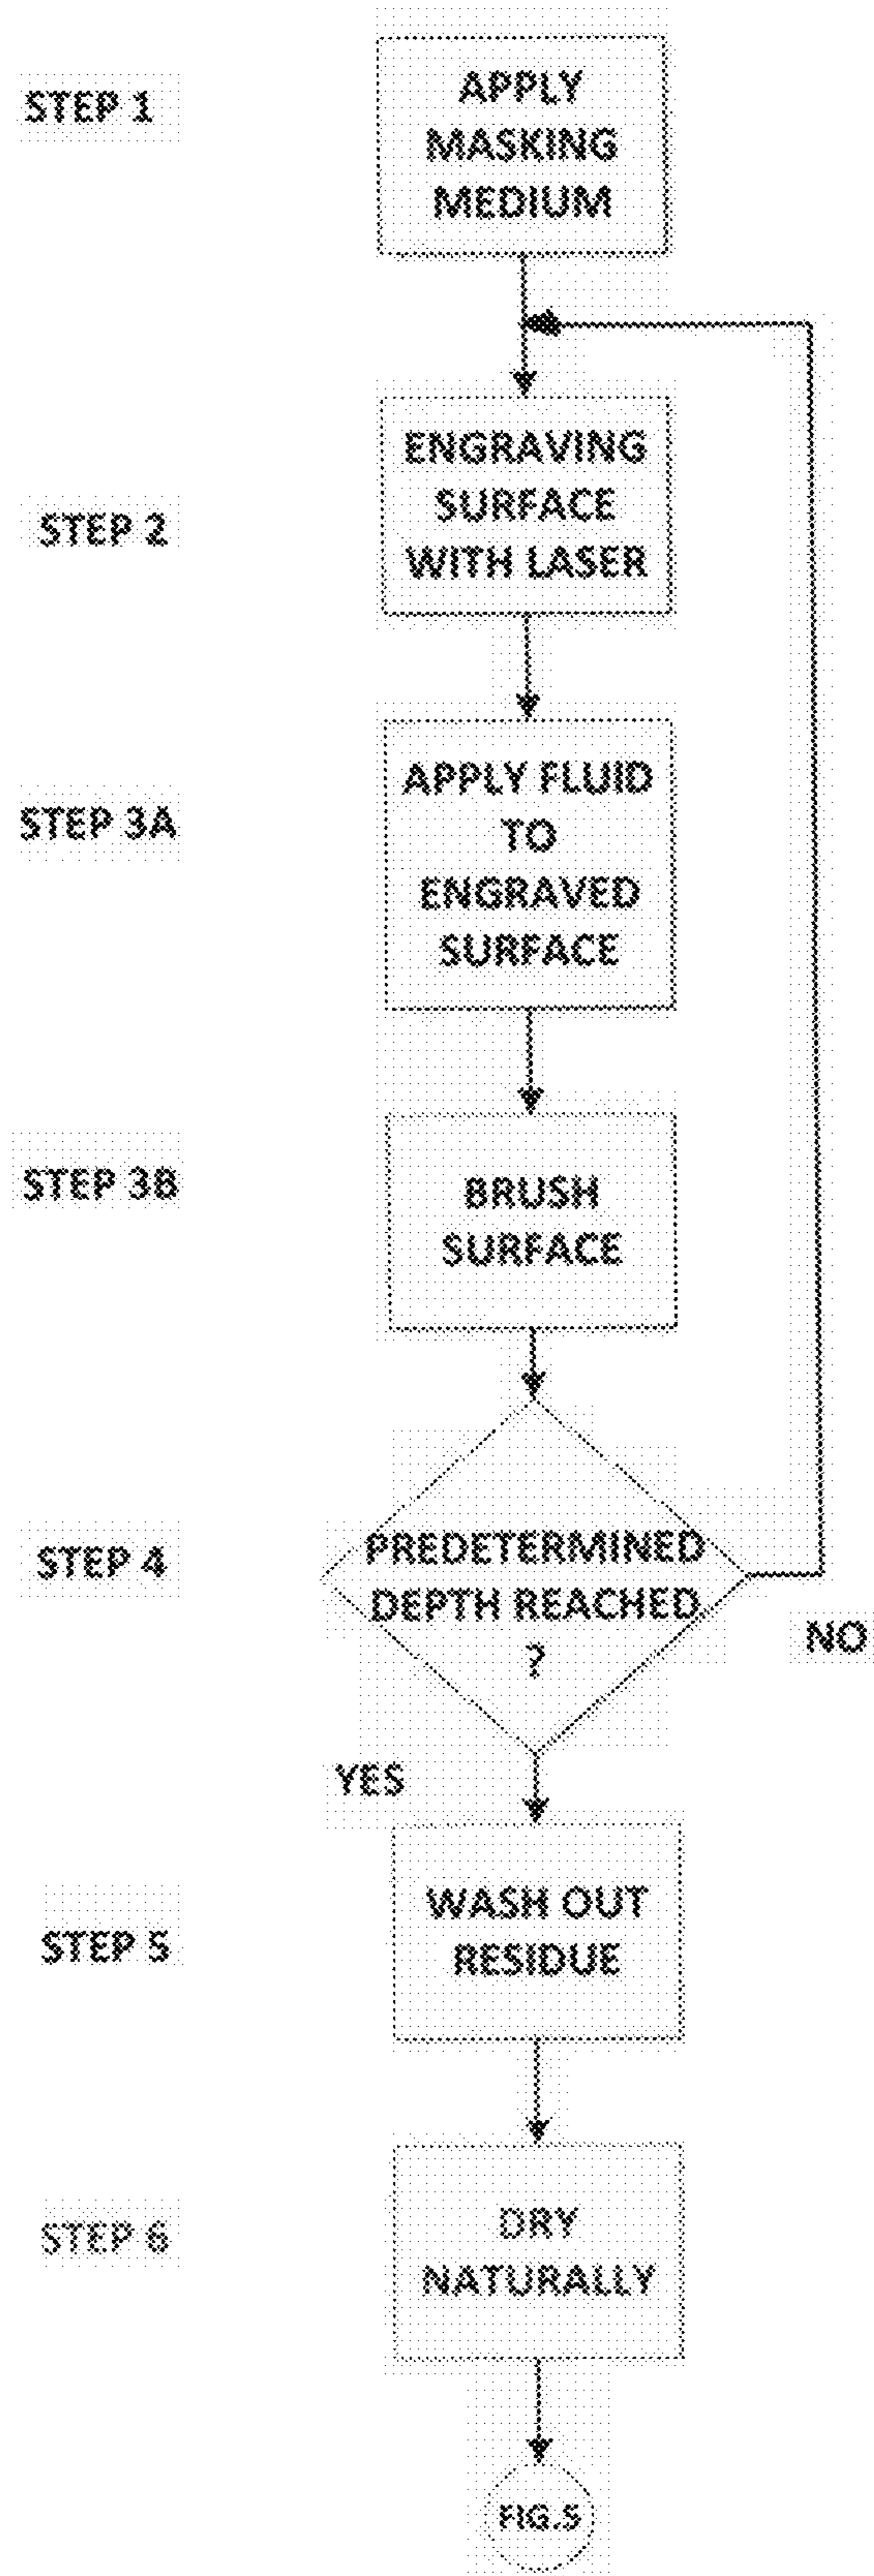 STEP 1
APPLY
MASKING
MEDIUM
STEP 2
ENGRAVING
SURFACE
WITH LASER
STEP 3A
APPLY FLUID
TO
ENGRAVED
SURFACE
STEP 3B
BRUSH
SURFACE
STEP 4
PREDETERMINED
DEPTH REACHED
?
NO
YES
STEP 5
WASH OUT
RESIDUE
STEP 6
DRY
NATURALLY
FIG.5